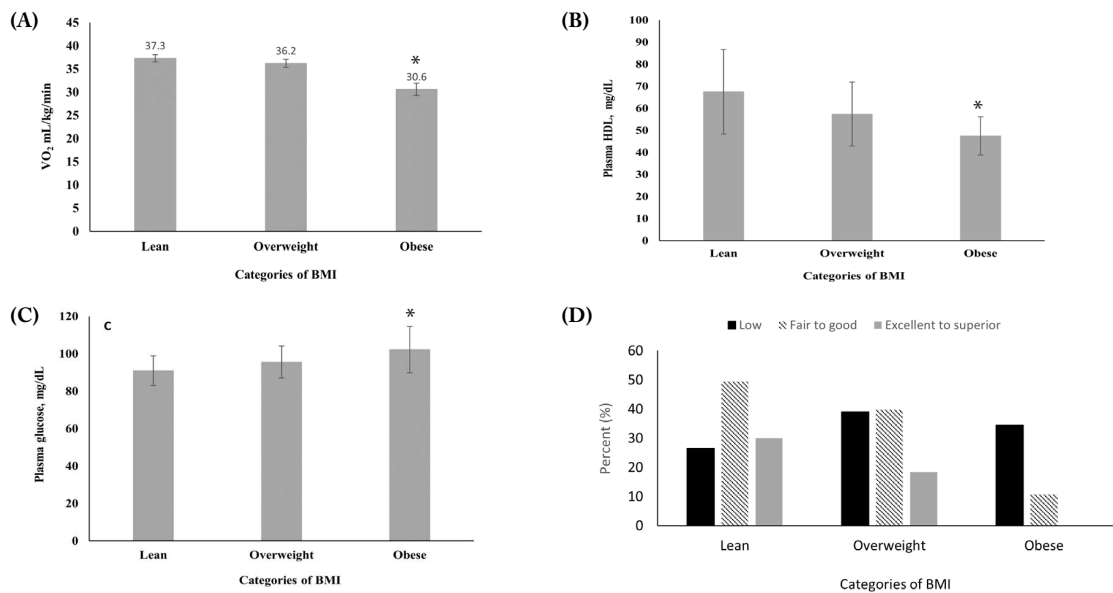 (A)
45
40
35
30
25
20
15
10
5
0
VO₂ mL/kg/min
37.3
36.2
*
30.6
Lean Overweight Obese
Categories of BMI
(B)
100
90
80
70
60
50
40
30
20
10
0
Plasma HDL, mg/dL
*
Lean Overweight Obese
Categories of BMI
(C)
C
120
100
80
60
40
20
0
Plasma glucose, mg/dL
*
Lean Overweight Obese
Categories of BMI
(D)
Low Fair to good Excellent to superior
60
50
40
30
20
10
0
Percent (%)
Lean Overweight Obese
Categories of BMI